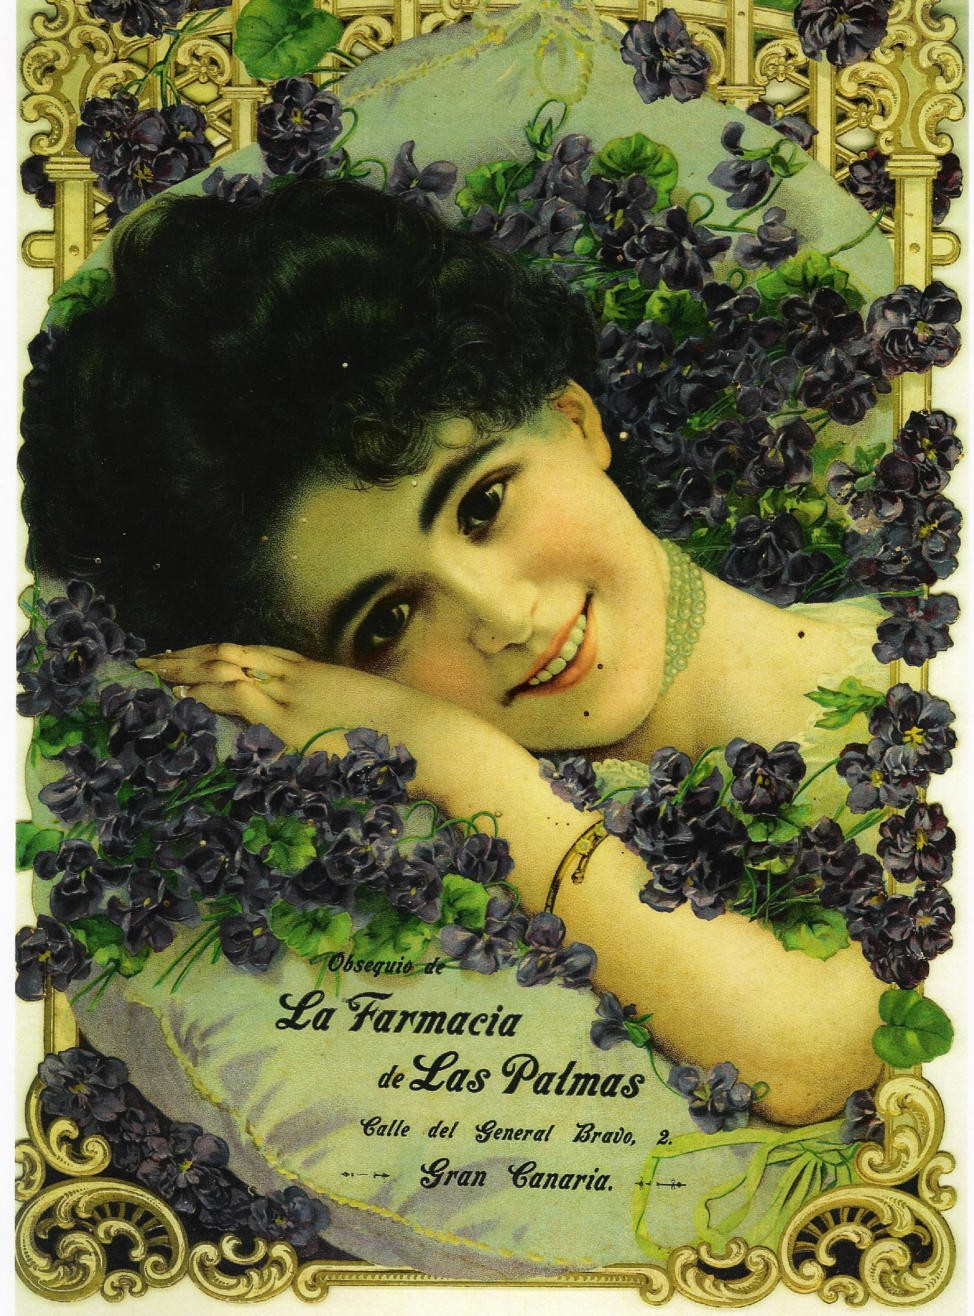 Obsequio de
La Farmacia
de Las Palmas
Calle del General Bravo, 2.
Gran Canaria.